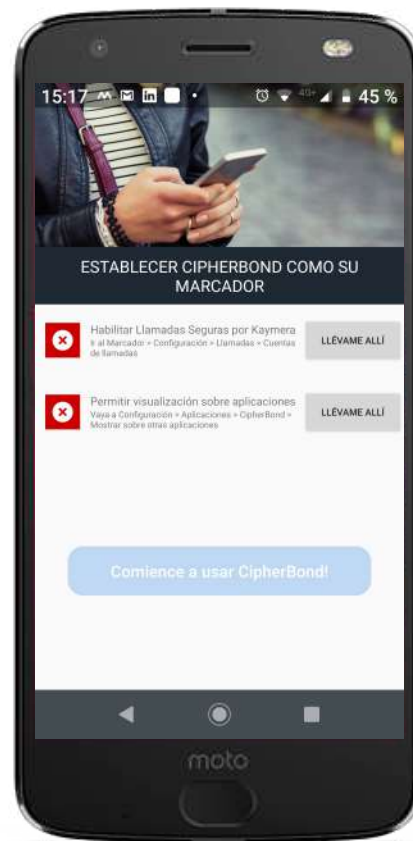 15:17
45 %
ESTABLECER CIPHERBOND COMO SU
MARCADOR
Habilitar Llamadas Seguras por Kaymera
Ir al Marcador > Configuración > Llamadas > Cuentas
de llamadas
LLÉVAME ALLÍ
Permitir visualización sobre aplicaciones
Vaya a Configuración > Aplicaciones > CipherBond >
Mostrar sobre otras aplicaciones
LLÉVAME ALLÍ
Comience a usar CipherBond!
moto